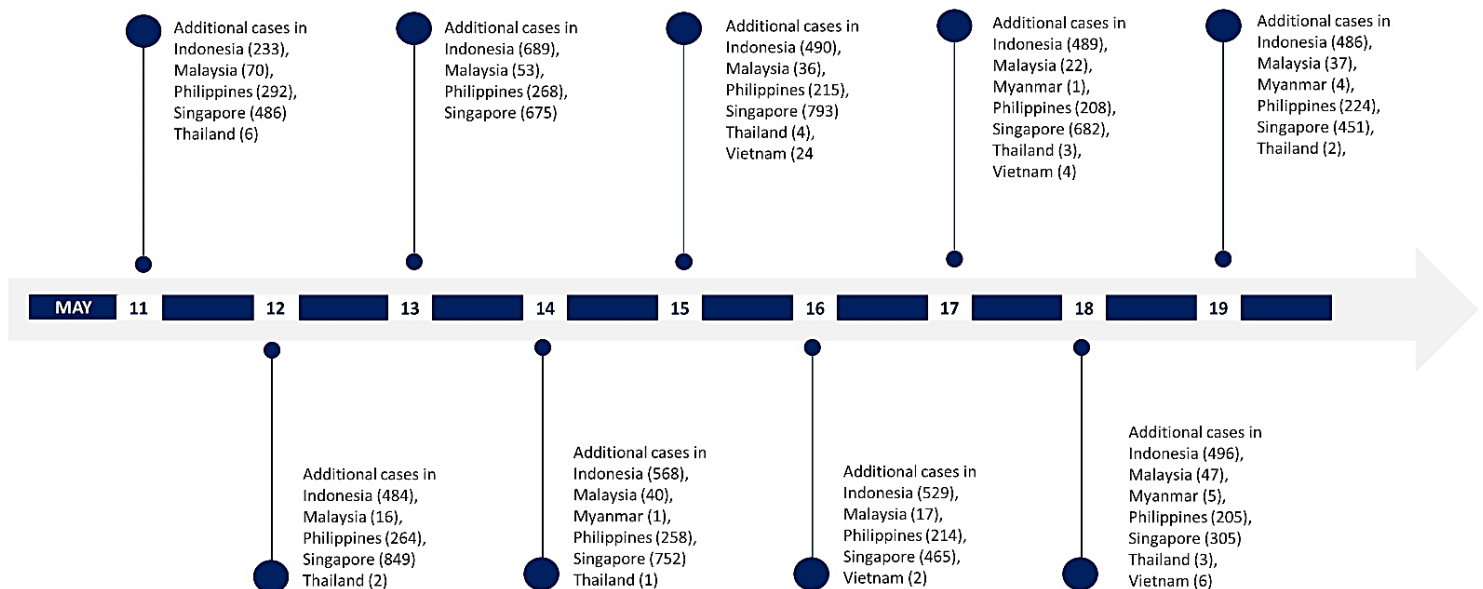 Additional cases in
Indonesia (233),
Malaysia (70),
Philippines (292),
Singapore (486)
Thailand (6)
Additional cases in
Indonesia (689),
Malaysia (53),
Philippines (268),
Singapore (675)
Additional cases in
Indonesia (490),
Malaysia (36),
Philippines (215),
Singapore (793)
Thailand (4),
Vietnam (24
Additional cases in
Indonesia (489),
Malaysia (22),
Myanmar (1),
Philippines (208),
Singapore (682),
Thailand (3),
Vietnam (4)
Additional cases in
Indonesia (486),
Malaysia (37),
Myanmar (4),
Philippines (224),
Singapore (451),
Thailand (2),
MAY 11 12 13 14 15 16 17 18 19
Additional cases in
Indonesia (484),
Malaysia (16),
Philippines (264),
Singapore (849)
Thailand (2)
Additional cases in
Indonesia (568),
Malaysia (40),
Myanmar (1),
Philippines (258),
Singapore (752)
Thailand (1)
Additional cases in
Indonesia (529),
Malaysia (17),
Philippines (214),
Singapore (465),
Vietnam (2)
Additional cases in
Indonesia (496),
Malaysia (47),
Myanmar (5),
Philippines (205),
Singapore (305)
Thailand (3),
Vietnam (6)